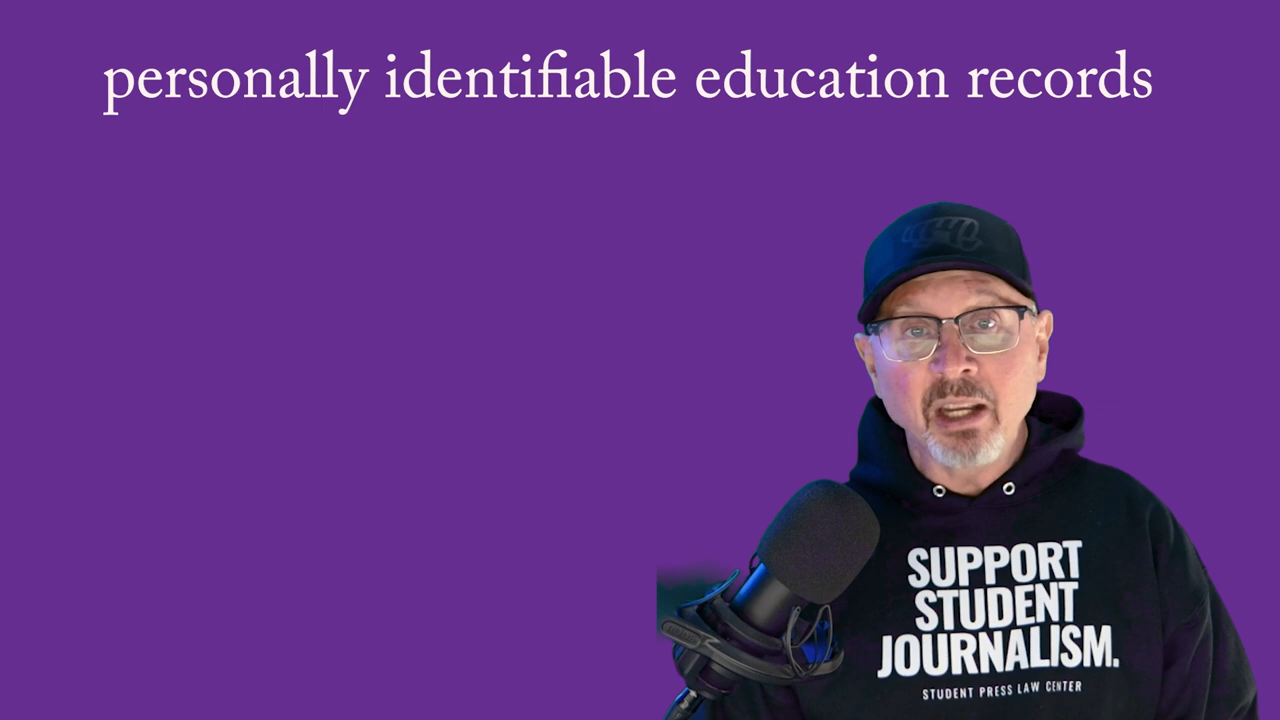 personally identifiable education records
SUPPORT
STUDENT
JOURNALISM.
STUDENT PRESS LAW CENTER